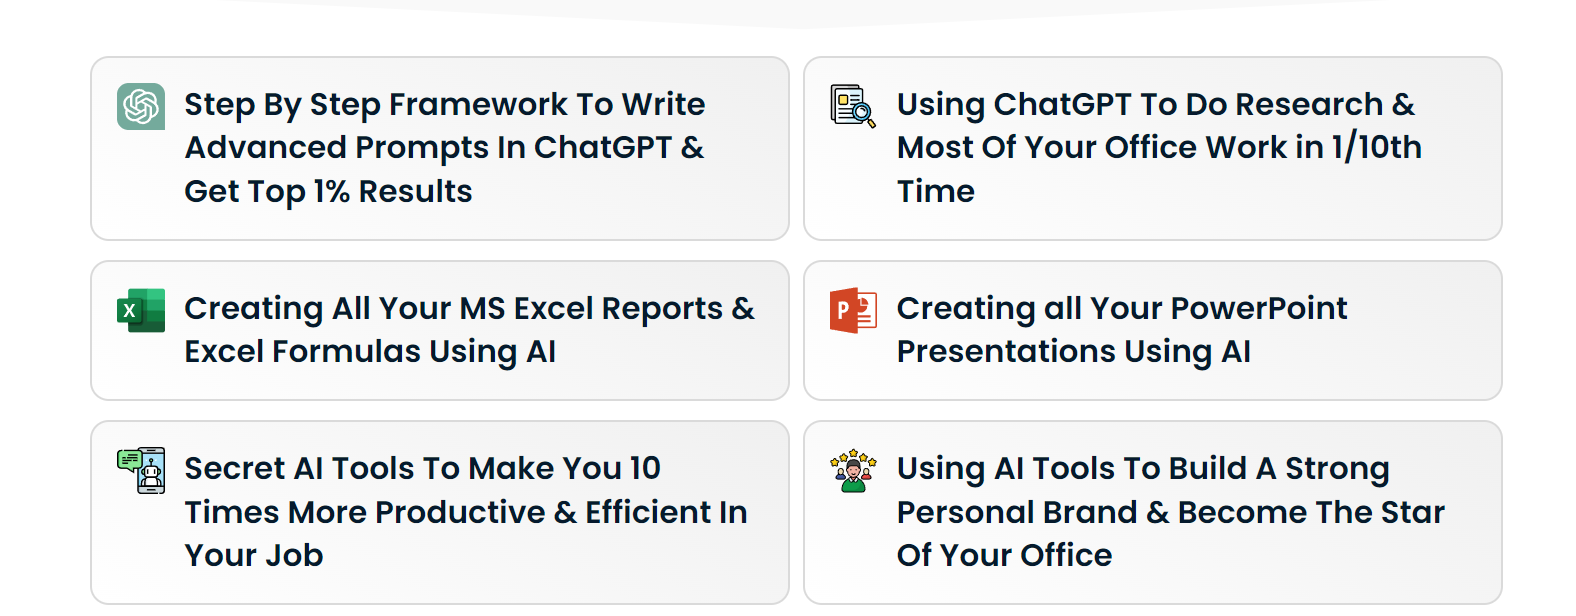 Step By Step Framework To Write
Advanced Prompts In ChatGPT &
Get Top 1% Results
Using ChatGPT To Do Research &
Most Of Your Office Work in 1/10th
Time
X
Creating All Your MS Excel Reports &
Excel Formulas Using AI
P
Creating all Your PowerPoint
Presentations Using AI
Secret AI Tools To Make You 10
Times More Productive & Efficient In
Your Job
Using AI Tools To Build A Strong
Personal Brand & Become The Star
Of Your Office